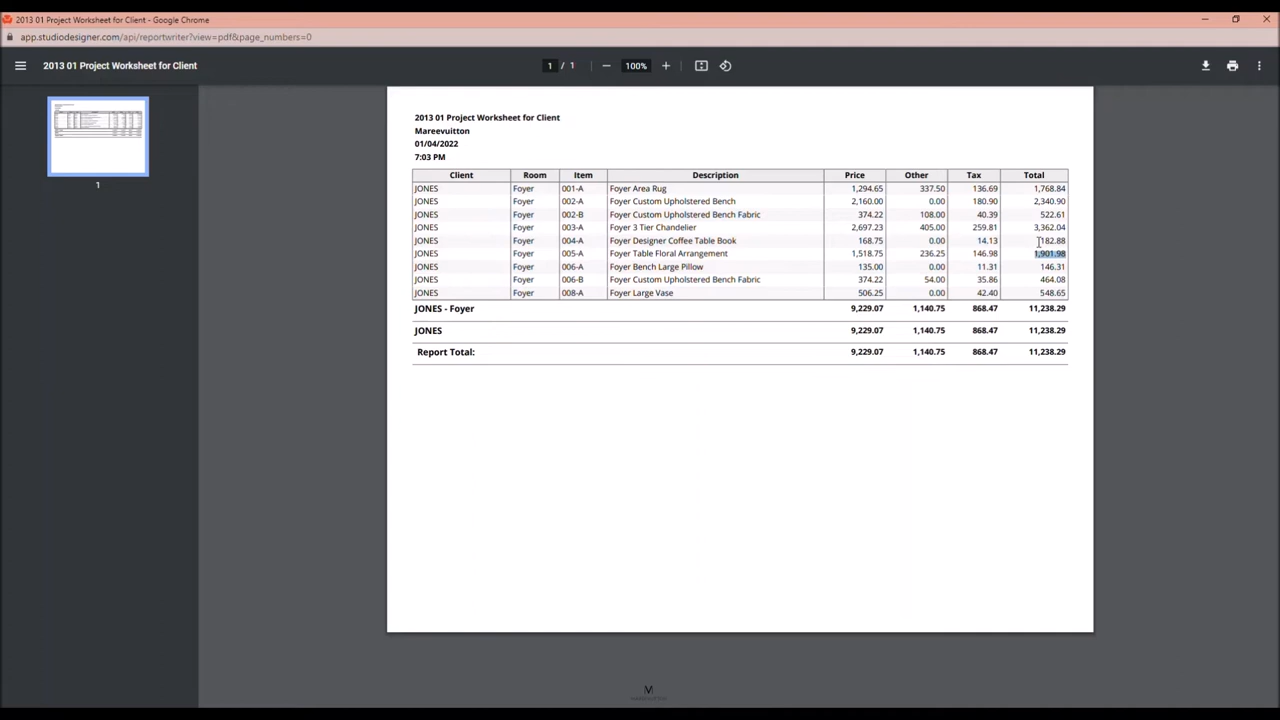 2013 01 Project Worksheet for Client - Google Chrome
app.studiodesigner.com/api/reportwriter?view=pdf&page_numbers=0
2013 01 Project Worksheet for Client 1 / 1 100%
1
2013 01 Project Worksheet for Client
Mareevuitton
01/04/2022
7:03 PM
Client Room Item Description Price Other Tax Total
JONES Foyer 001-A Foyer Area Rug 1,294.65 337.50 136.69 1,768.84
JONES Foyer 002-A Foyer Custom Upholstered Bench 2,160.00 0.00 180.90 2,340.90
JONES Foyer 002-B Foyer Custom Upholstered Bench Fabric 374.22 108.00 40.39 522.61
JONES Foyer 003-A Foyer 3 Tier Chandelier 2,697.23 405.00 259.81 3,362.04
JONES Foyer 004-A Foyer Designer Coffee Table Book 168.75 0.00 14.13 182.88
JONES Foyer 005-A Foyer Table Floral Arrangement 1,518.75 236.25 146.98 1,901.98
JONES Foyer 006-A Foyer Bench Large Pillow 135.00 0.00 11.31 146.31
JONES Foyer 006-B Foyer Custom Upholstered Bench Fabric 374.22 54.00 35.86 464.08
JONES Foyer 008-A Foyer Large Vase 506.25 0.00 42.40 548.65
JONES - Foyer 9,229.07 1,140.75 868.47 11,238.29
JONES 9,229.07 1,140.75 868.47 11,238.29
Report Total: 9,229.07 1,140.75 868.47 11,238.29